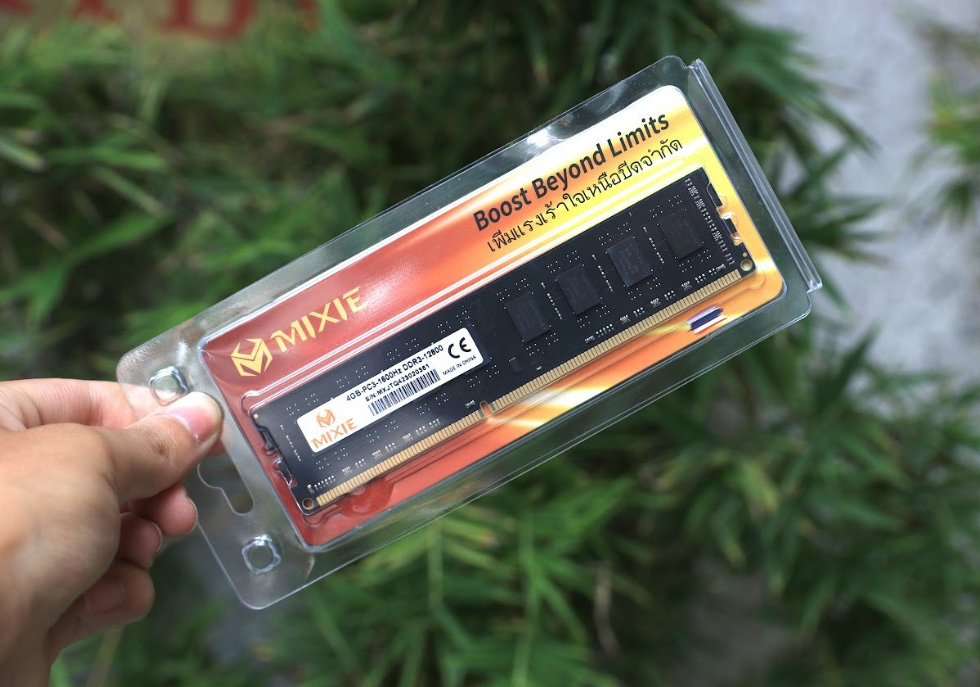 Boost Beyond Limits
เพิ่มแรงเร้าใจเหนือขีดจำกัด
MIXIE
4GB-PC3-1600Hz DDR3-12800
S/N:MXJTG423020361
CE
MADE IN CHINA
MIXIE